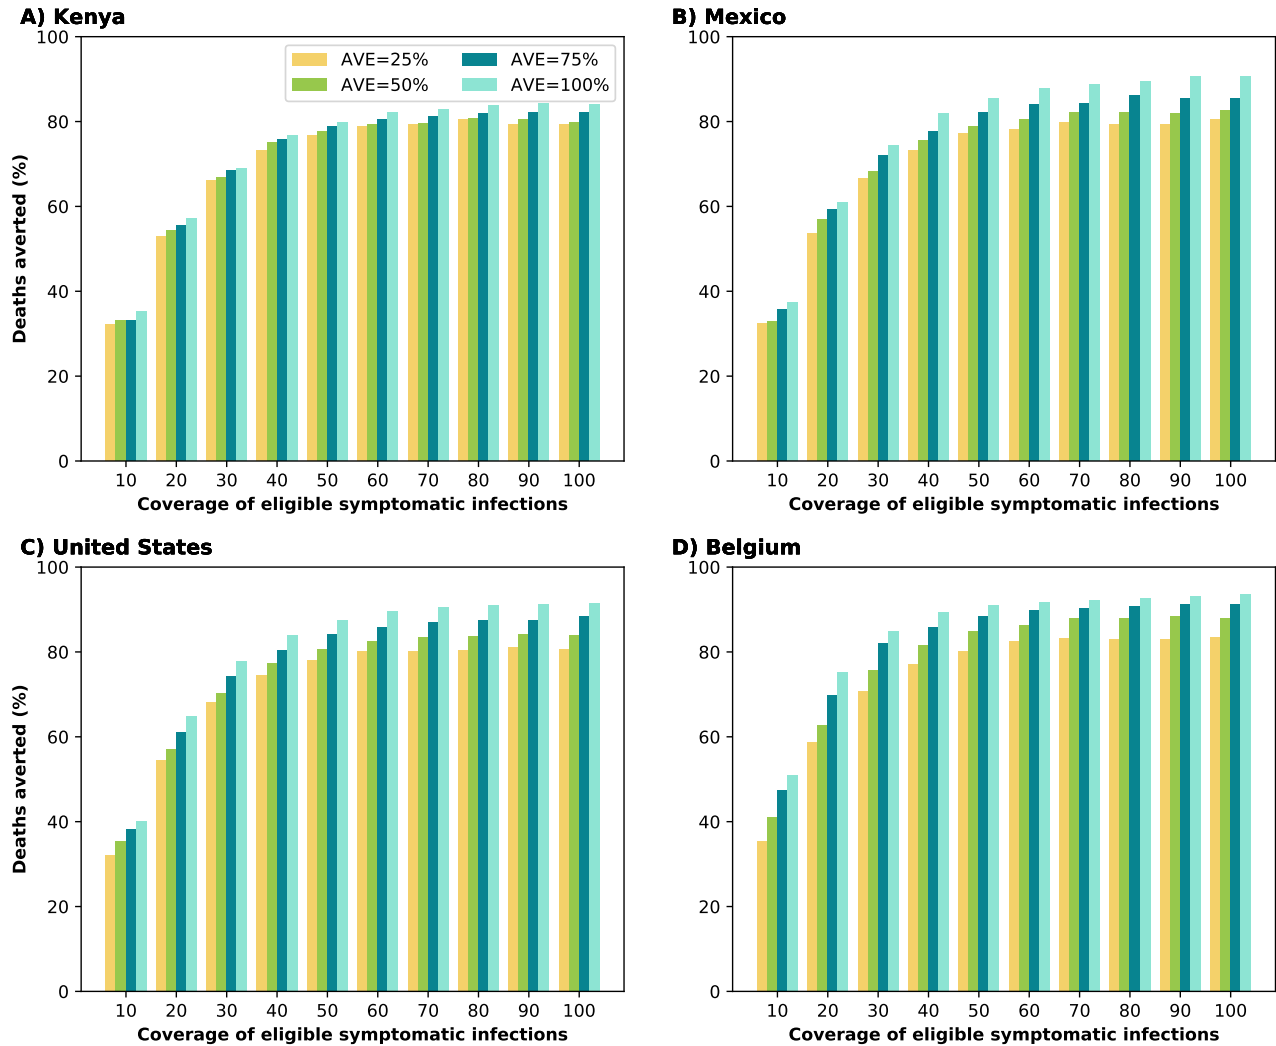 A) Kenya
100
80
60
40
20
0
Deaths averted (%)
AVE=25%
AVE=50%
AVE=75%
AVE=100%
10 20 30 40 50 60 70 80 90 100
Coverage of eligible symptomatic infections
B) Mexico
100
80
60
40
20
0
10 20 30 40 50 60 70 80 90 100
Coverage of eligible symptomatic infections
C) United States
100
80
60
40
20
0
Deaths averted (%)
10 20 30 40 50 60 70 80 90 100
Coverage of eligible symptomatic infections
D) Belgium
100
80
60
40
20
0
10 20 30 40 50 60 70 80 90 100
Coverage of eligible symptomatic infections